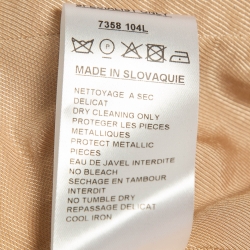 7358 104L
MADE IN SLOVAQUIE
NETTOYAGE A SEC
DELICAT
DRY CLEANING ONLY
PROTEGER LES PIECES
METALLIQUES
PROTECT METALLIC
PIECES
EAU DE JAVEL INTERDITE
NO BLEACH
SECHAGE EN TAMBOUR
INTERDIT
NO TUMBLE DRY
REPASSAGE DELICAT
COOL IRON